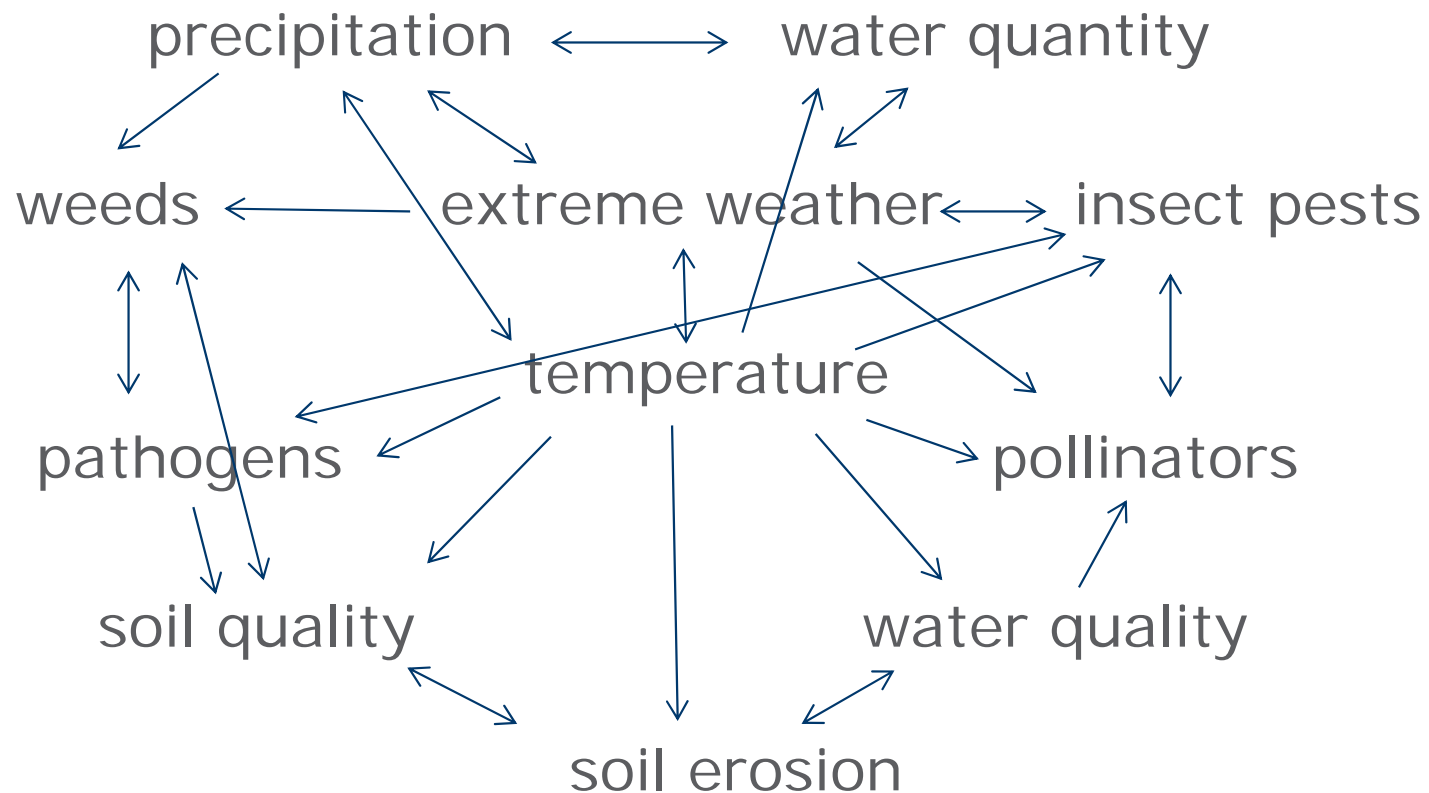 precipitation
water quantity
weeds
extreme weather
insect pests
temperature
pathogens
pollinators
soil quality
water quality
soil erosion